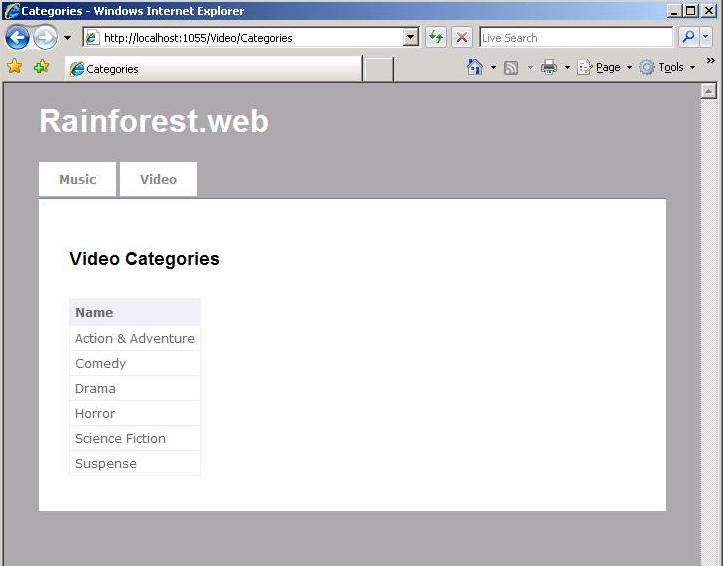 Categories - Windows Internet Explorer
http://localhost:1055/Video/Categories
Live Search
Categories
Page
Tools
»
Rainforest.web
Music Video
Video Categories
Name
Action & Adventure
Comedy
Drama
Horror
Science Fiction
Suspense